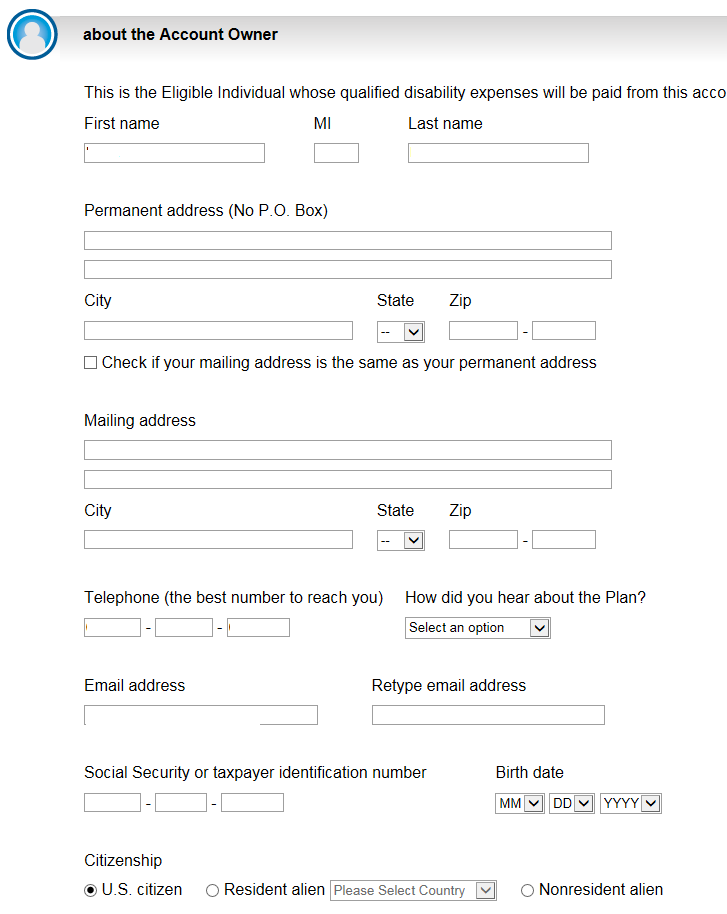 about the Account Owner
This is the Eligible Individual whose qualified disability expenses will be paid from this acco
First name MI Last name
Permanent address (No P.O. Box)
City State Zip
-- -
Check if your mailing address is the same as your permanent address
Mailing address
City State Zip
-- -
Telephone (the best number to reach you) How did you hear about the Plan?
- - Select an option
Email address Retype email address
Social Security or taxpayer identification number Birth date
- - MM DD YYYY
Citizenship
U.S. citizen Resident alien Please Select Country Nonresident alien